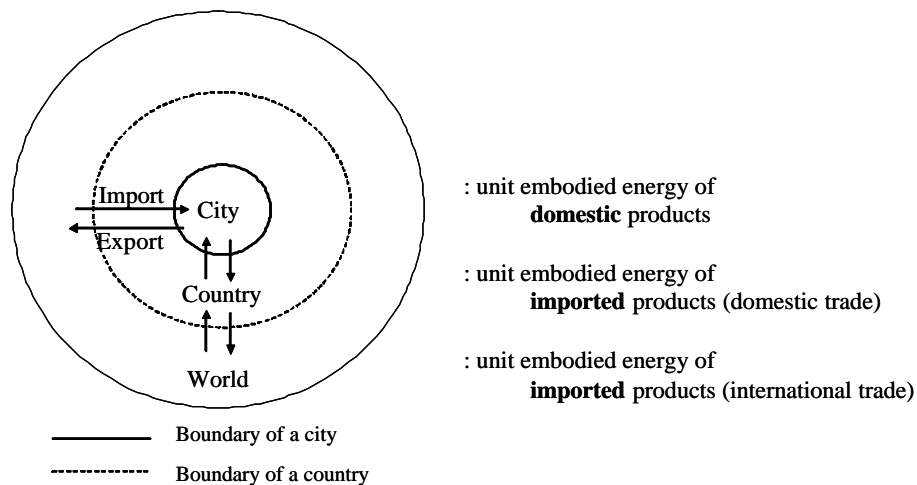 Import
City
Export
Country
World
Boundary of a city
Boundary of a country
: unit embodied energy of
domestic products
: unit embodied energy of
imported products (domestic trade)
: unit embodied energy of
imported products (international trade)